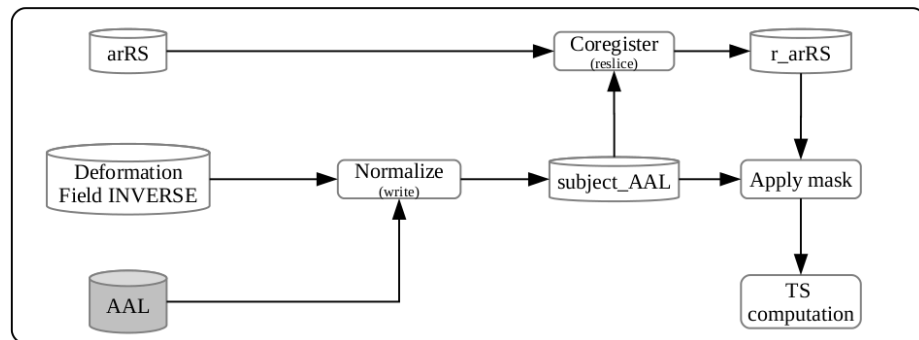 arRS
Coregister
(reslice)
r_arRS
Deformation
Field INVERSE
Normalize
(write)
subject_AAL
Apply mask
AAL
TS
computation